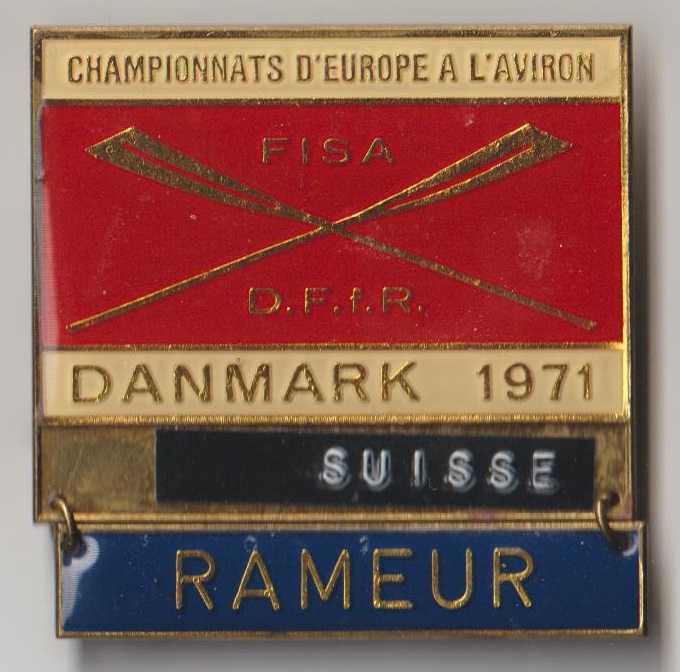 CHAMPIONNATS D'EUROPE A L'AVIRON
FISA
D.F.f.R.
DANMARK 1971
SUISSE
RAMEUR